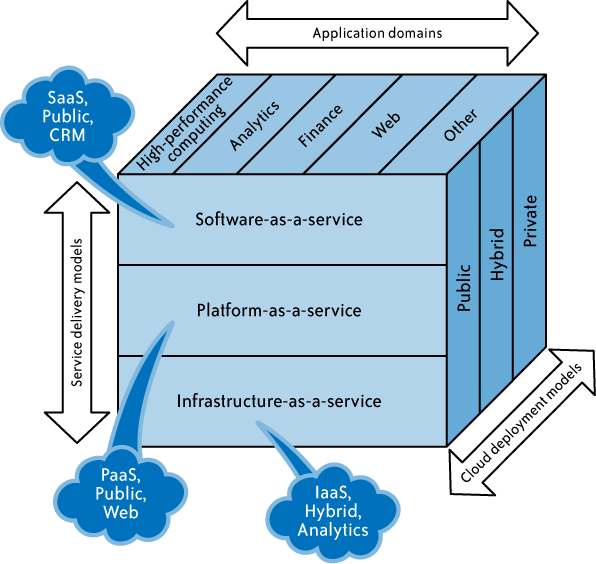 Application domains
High-performance
computing
Analytics
Finance
Web
Other
SaaS,
Public,
CRM
Service delivery models
Software-as-a-service
Platform-as-a-service
Infrastructure-as-a-service
Public
Hybrid
Private
Cloud deployment models
PaaS,
Public,
Web
IaaS,
Hybrid,
Analytics